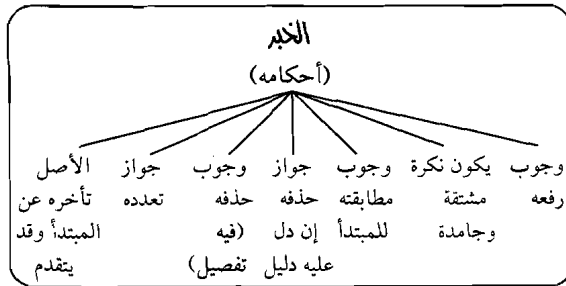 الخبر
(أحكامه)
وجوب
رفعه
يكون نكرة
مشتقة
وجامدة
وجوب
مطابقته
للمبتدأ
جواز
حذفه
إن دل
عليه دليل
وجوب
حذفه
(فيه
تفصيل)
جواز
تعدده
الأصل
تأخره عن
المبتدأ وقد
يتقدم